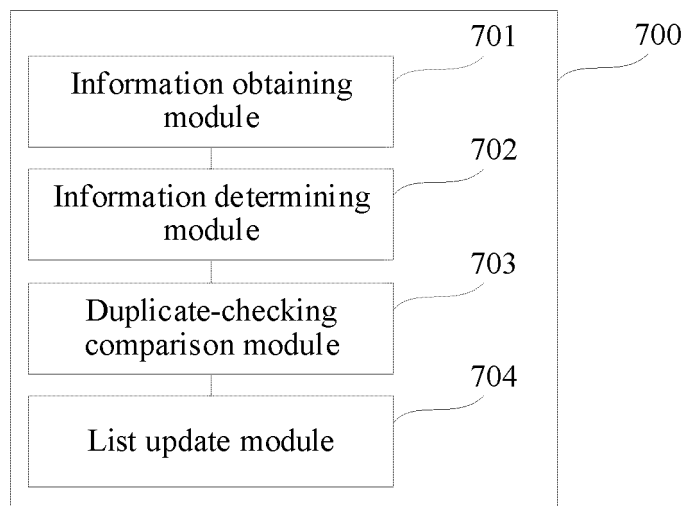 701
700
Information obtaining
module
702
Information determining
module
703
Duplicate-checking
comparison module
704
List update module